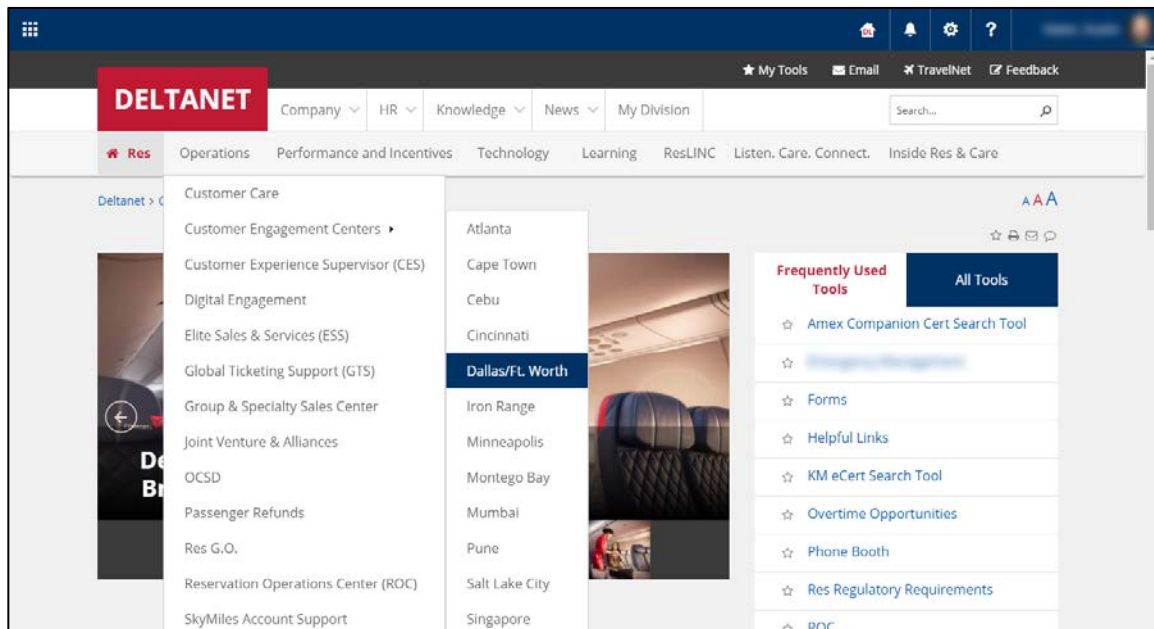 DL
?
My Tools Email TravelNet Feedback
DELTANET Company HR Knowledge News My Division Search...
Res Operations Performance and Incentives Technology Learning ResLINC Listen. Care. Connect. Inside Res & Care
Deltanet >
A A A
Customer Care
Customer Engagement Centers
Customer Experience Supervisor (CES)
Digital Engagement
Elite Sales & Services (ESS)
Global Ticketing Support (GTS)
Group & Specialty Sales Center
Joint Venture & Alliances
OCSD
Passenger Refunds
Res G.O.
Reservation Operations Center (ROC)
SkyMiles Account Support
Atlanta
Cape Town
Cebu
Cincinnati
Dallas/Ft. Worth
Iron Range
Minneapolis
Montego Bay
Mumbai
Pune
Salt Lake City
Singapore
Frequently Used
Tools
All Tools
Amex Companion Cert Search Tool
Forms
Helpful Links
KM eCert Search Tool
Overtime Opportunities
Phone Booth
Res Regulatory Requirements
ROC